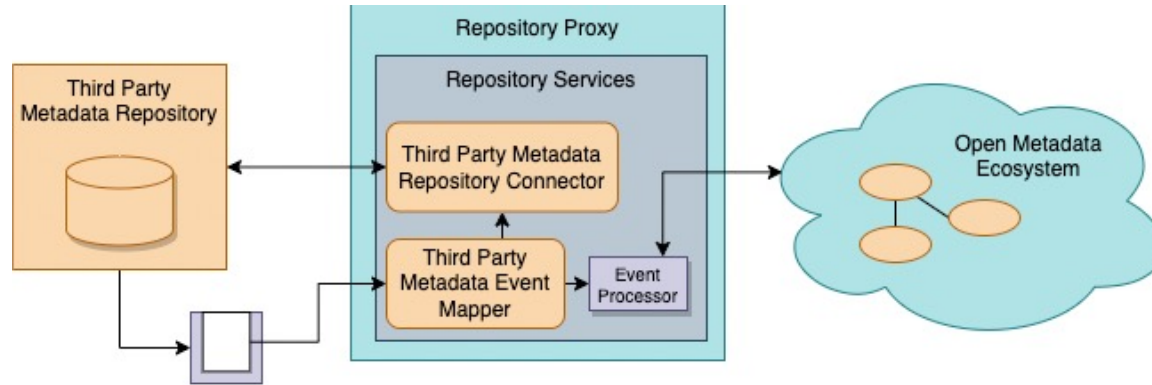 Repository Proxy
Repository Services
Third Party
Metadata Repository
Third Party Metadata
Repository Connector
Third Party
Metadata Event
Mapper
Event
Processor
Open Metadata
Ecosystem